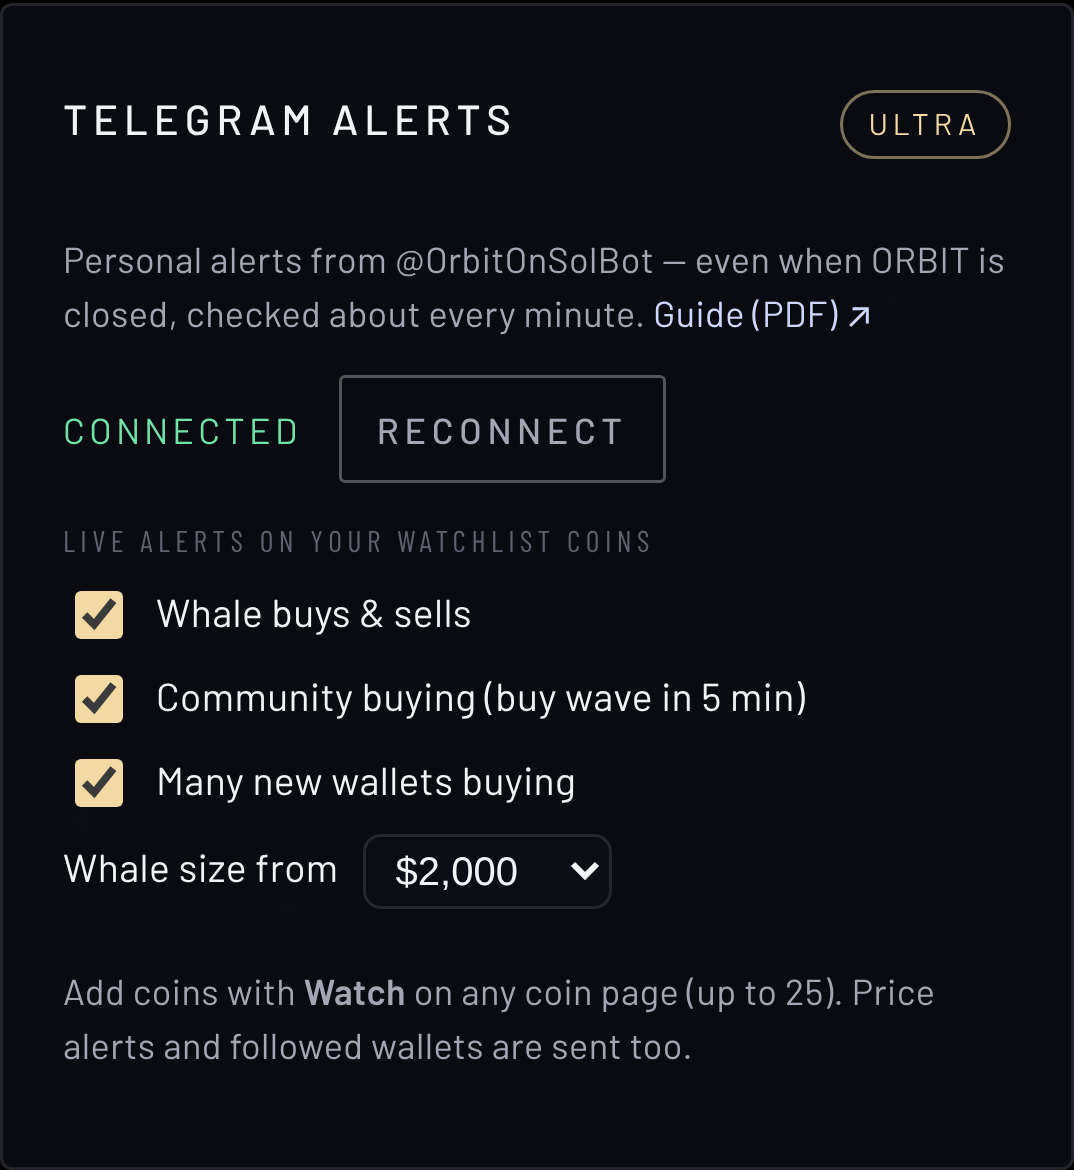 TELEGRAM ALERTS
ULTRA
Personal alerts from @OrbitOnSolBot — even when ORBIT is
closed, checked about every minute. Guide (PDF) ↗
CONNECTED
RECONNECT
LIVE ALERTS ON YOUR WATCHLIST COINS
Whale buys & sells
Community buying (buy wave in 5 min)
Many new wallets buying
Whale size from
$2,000
Add coins with Watch on any coin page (up to 25). Price
alerts and followed wallets are sent too.